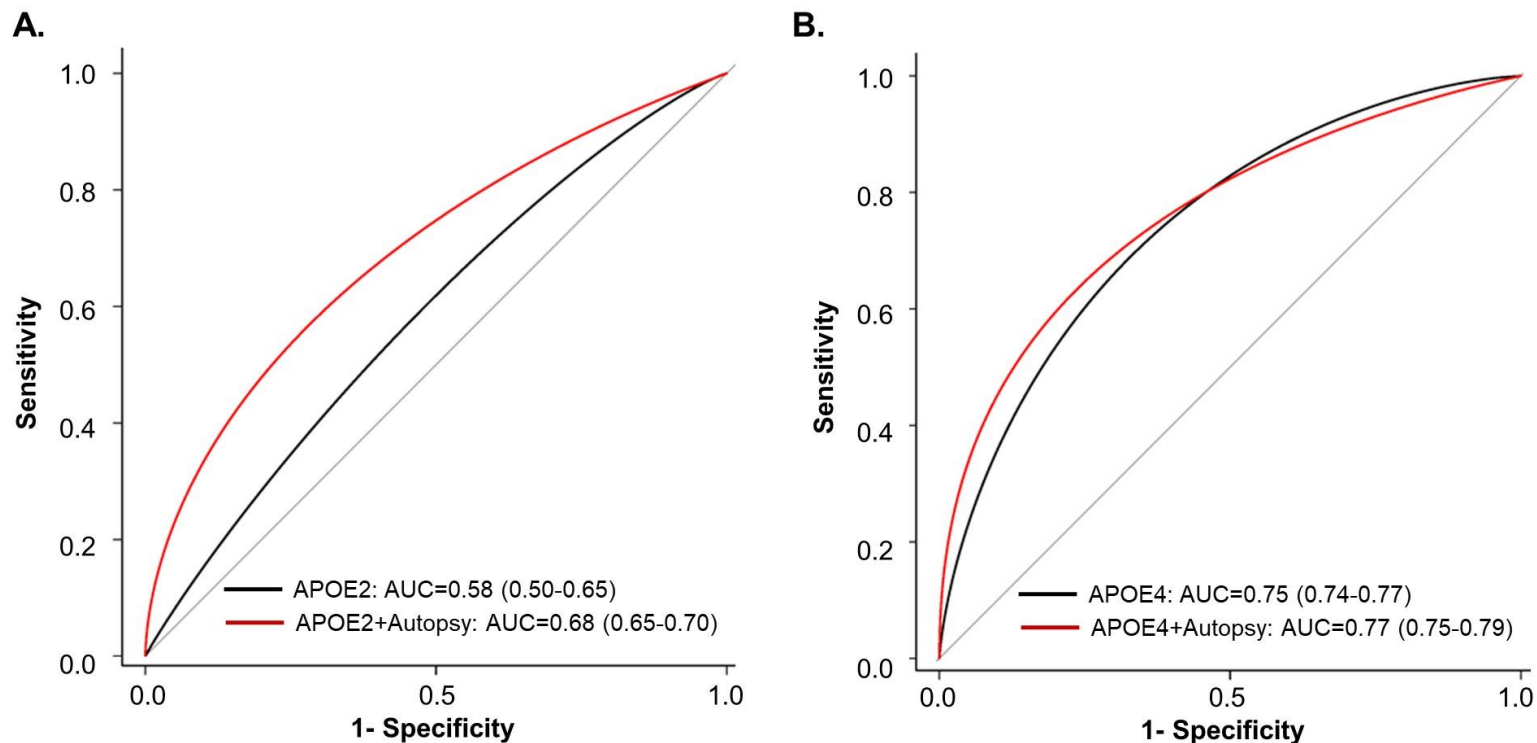 A.
1.0
0.8
0.6
0.4
0.2
0.0
Sensitivity
APOE2: AUC=0.58 (0.50-0.65)
APOE2+Autopsy: AUC=0.68 (0.65-0.70)
0.0
0.5
1.0
1- Specificity
B.
1.0
0.8
0.6
0.4
0.2
0.0
Sensitivity
APOE4: AUC=0.75 (0.74-0.77)
APOE4+Autopsy: AUC=0.77 (0.75-0.79)
0.0
0.5
1.0
1- Specificity